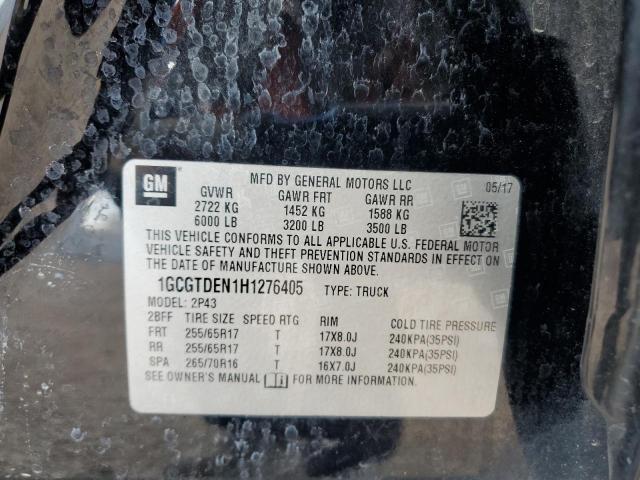 GM
MFD BY GENERAL MOTORS LLC 05/17
GVWR GAWR FRT GAWR RR
2722 KG 1452 KG 1588 KG
6000 LB 3200 LB 3500 LB
THIS VEHICLE CONFORMS TO ALL APPLICABLE U.S. FEDERAL MOTOR
VEHICLE SAFETY AND THEFT PREVENTION STANDARDS IN EFFECT ON
THE DATE OF MANUFACTURE SHOWN ABOVE.
1GCGTDEN1H1276405 TYPE: TRUCK
MODEL: 2P43
2BFF TIRE SIZE SPEED RTG RIM COLD TIRE PRESSURE
FRT 255/65R17 T 17X8.0J 240KPA(35PSI)
RR 255/65R17 T 17X8.0J 240KPA(35PSI)
SPA 265/70R16 T 16X7.0J 240KPA(35PSI)
SEE OWNER'S MANUAL FOR MORE INFORMATION.